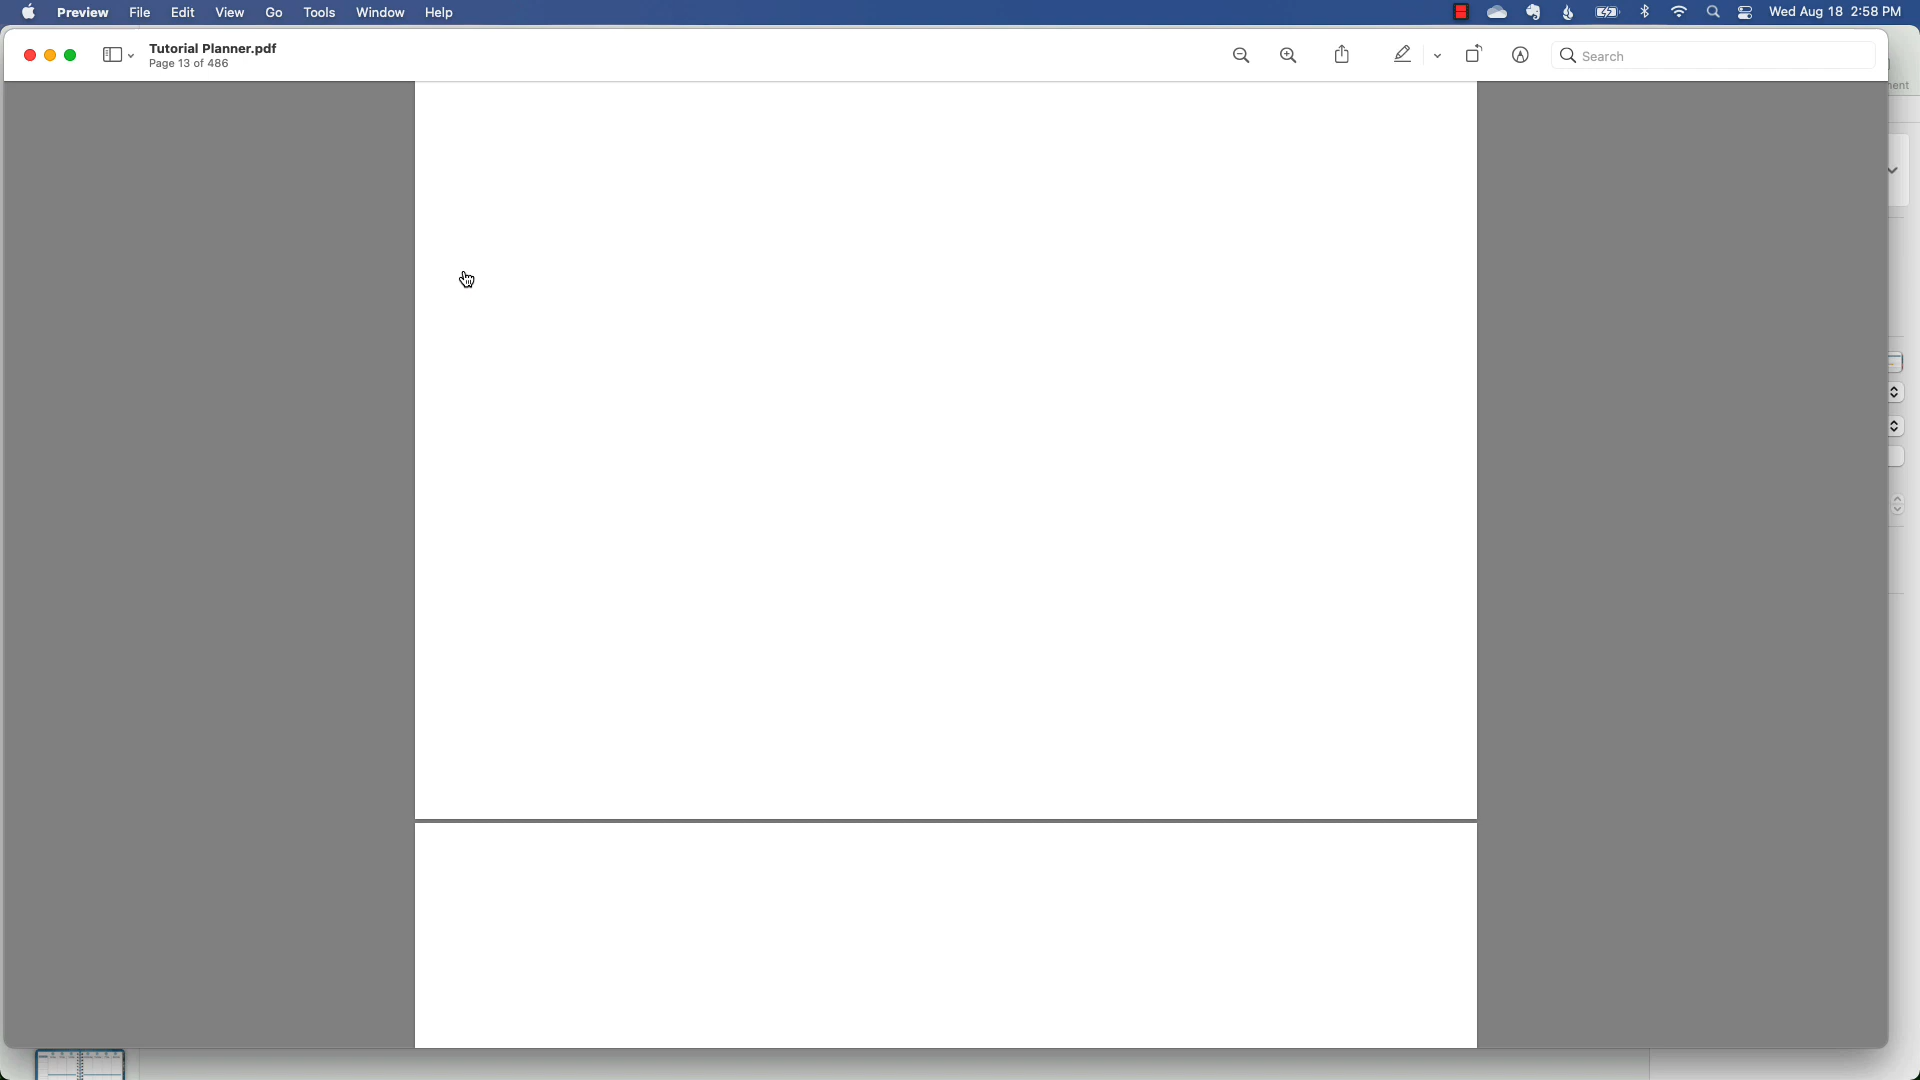 Preview File Edit View Go Tools Window Help
Wed Aug 18 2:58 PM
Tutorial Planner.pdf
Page 13 of 486
Search